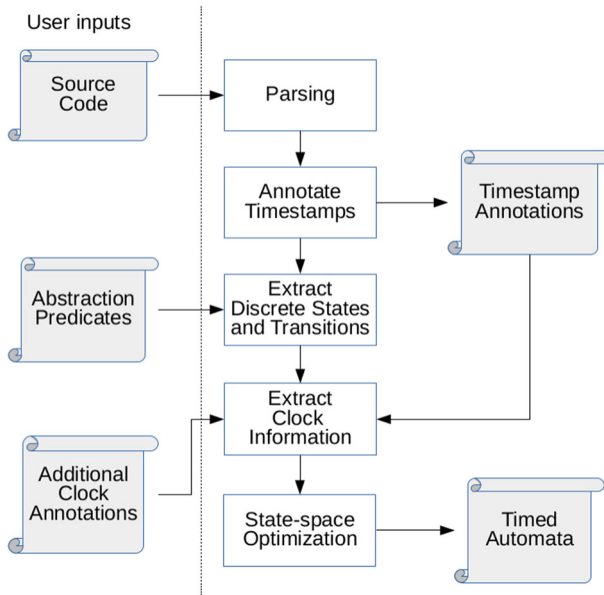 User inputs
Source
Code
Parsing
Annotate
Timestamps
Timestamp
Annotations
Abstraction
Predicates
Extract
Discrete States
and Transitions
Extract
Clock
Information
Additional
Clock
Annotations
State-space
Optimization
Timed
Automata